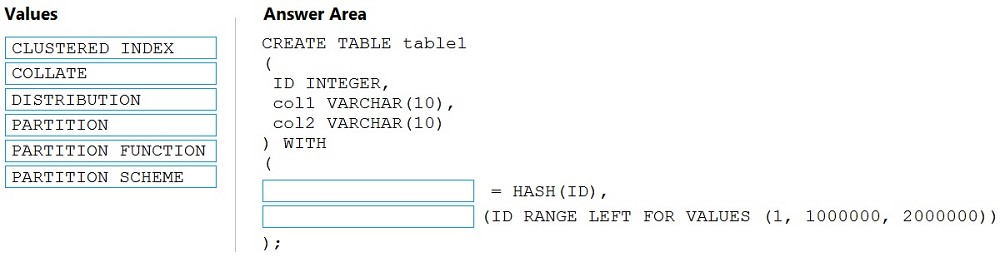 Values
CLUSTERED INDEX
COLLATE
DISTRIBUTION
PARTITION
PARTITION FUNCTION
PARTITION SCHEME
Answer Area
CREATE TABLE table1
(
ID INTEGER,
col1 VARCHAR(10),
col2 VARCHAR(10)
) WITH
(
= HASH(ID),
(ID RANGE LEFT FOR VALUES (1, 1000000, 2000000))
);